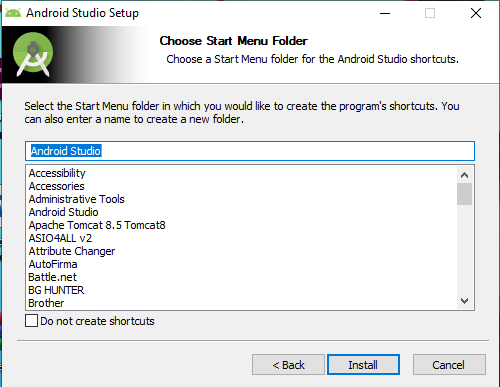 Android Studio Setup
Choose Start Menu Folder
Choose a Start Menu folder for the Android Studio shortcuts.
Select the Start Menu folder in which you would like to create the program's shortcuts. You
can also enter a name to create a new folder.
Android Studio
Accessibility
Accessories
Administrative Tools
Android Studio
Apache Tomcat 8.5 Tomcat8
ASIO4ALL v2
Attribute Changer
AutoFirma
Battle.net
BG HUNTER
Brother
Do not create shortcuts
< Back
Install
Cancel